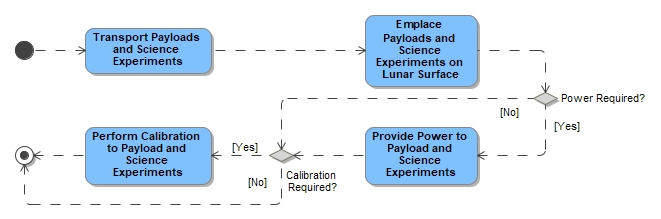 Transport Payloads
and Science
Experiments
Emplace
Payloads and
Science
Experiments on
Lunar Surface
Power Required?
[No]
[Yes]
Perform Calibration
to Payload and
Science
Experiments
[Yes]
[No]
Calibration
Required?
Provide Power to
Payload and
Science
Experiments